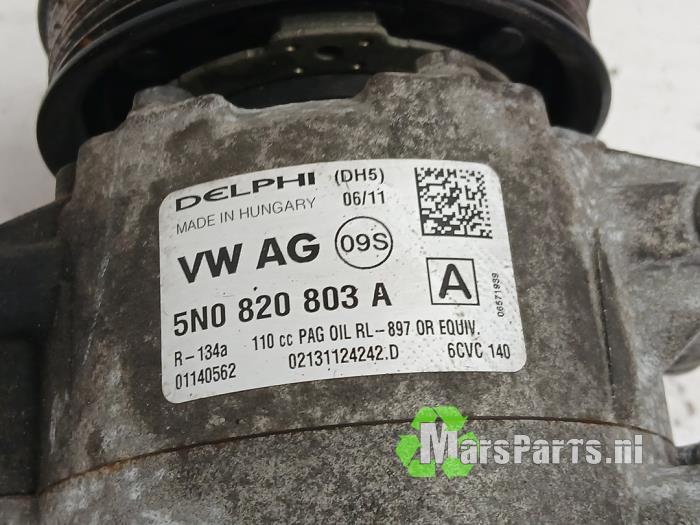 DELPHI (DH5)
MADE IN HUNGARY 06/11
VW AG 09S
5N0 820 803 A A
06571939
R-134a 110 cc PAG OIL RL-897 OR EQUIV.
01140562 02131124242.D 6CVC 140
MarsParts.nl